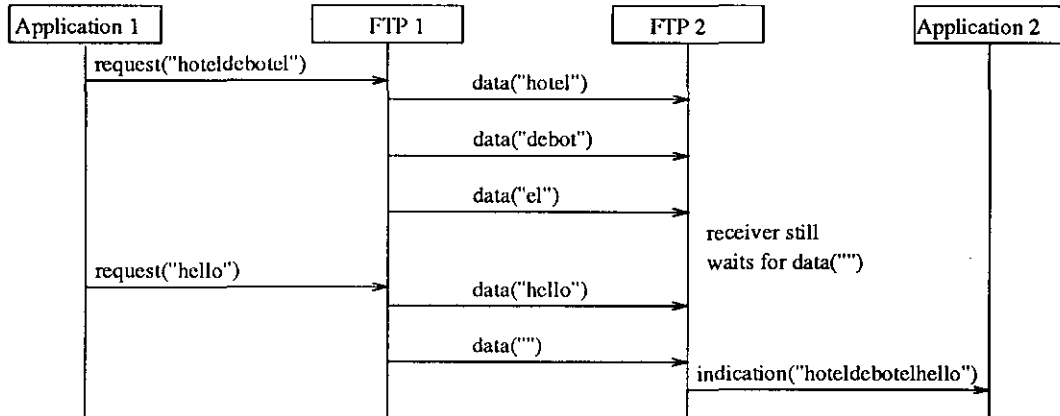 Application 1
FTP 1
FTP 2
Application 2
request("hoteldebotel")
data("hotel")
data("debot")
data("el")
receiver still
waits for data("")
request("hello")
data("hello")
data("")
indication("hoteldebotelhello")